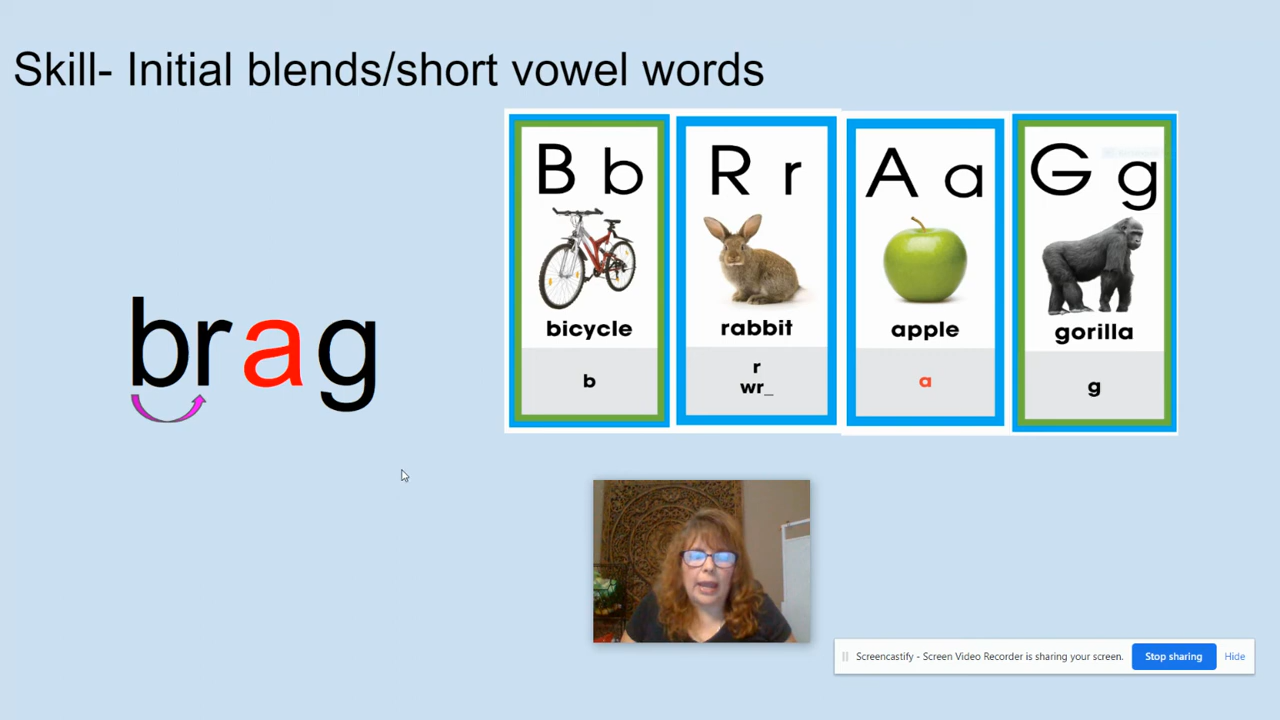 Skill- Initial blends/short vowel words
B b
bicycle
b
R r
rabbit
r
wr_
A a
apple
a
G g
gorilla
g
brag
Screencastify - Screen Video Recorder is sharing your screen. Stop sharing Hide